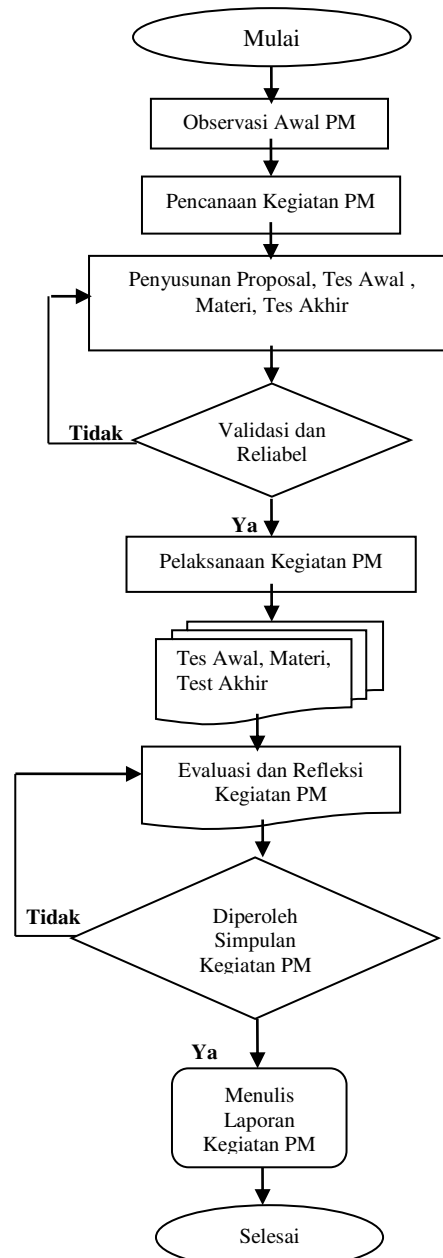 Mulai
Observasi Awal PM
Pencanaan Kegiatan PM
Penyusunan Proposal, Tes Awal ,
Materi, Tes Akhir
Tidak
Validasi dan
Reliabel
Ya
Pelaksanaan Kegiatan PM
Tes Awal, Materi,
Test Akhir
Evaluasi dan Refleksi
Kegiatan PM
Tidak
Diperoleh
Simpulan
Kegiatan PM
Ya
Menulis
Laporan
Kegiatan PM
Selesai